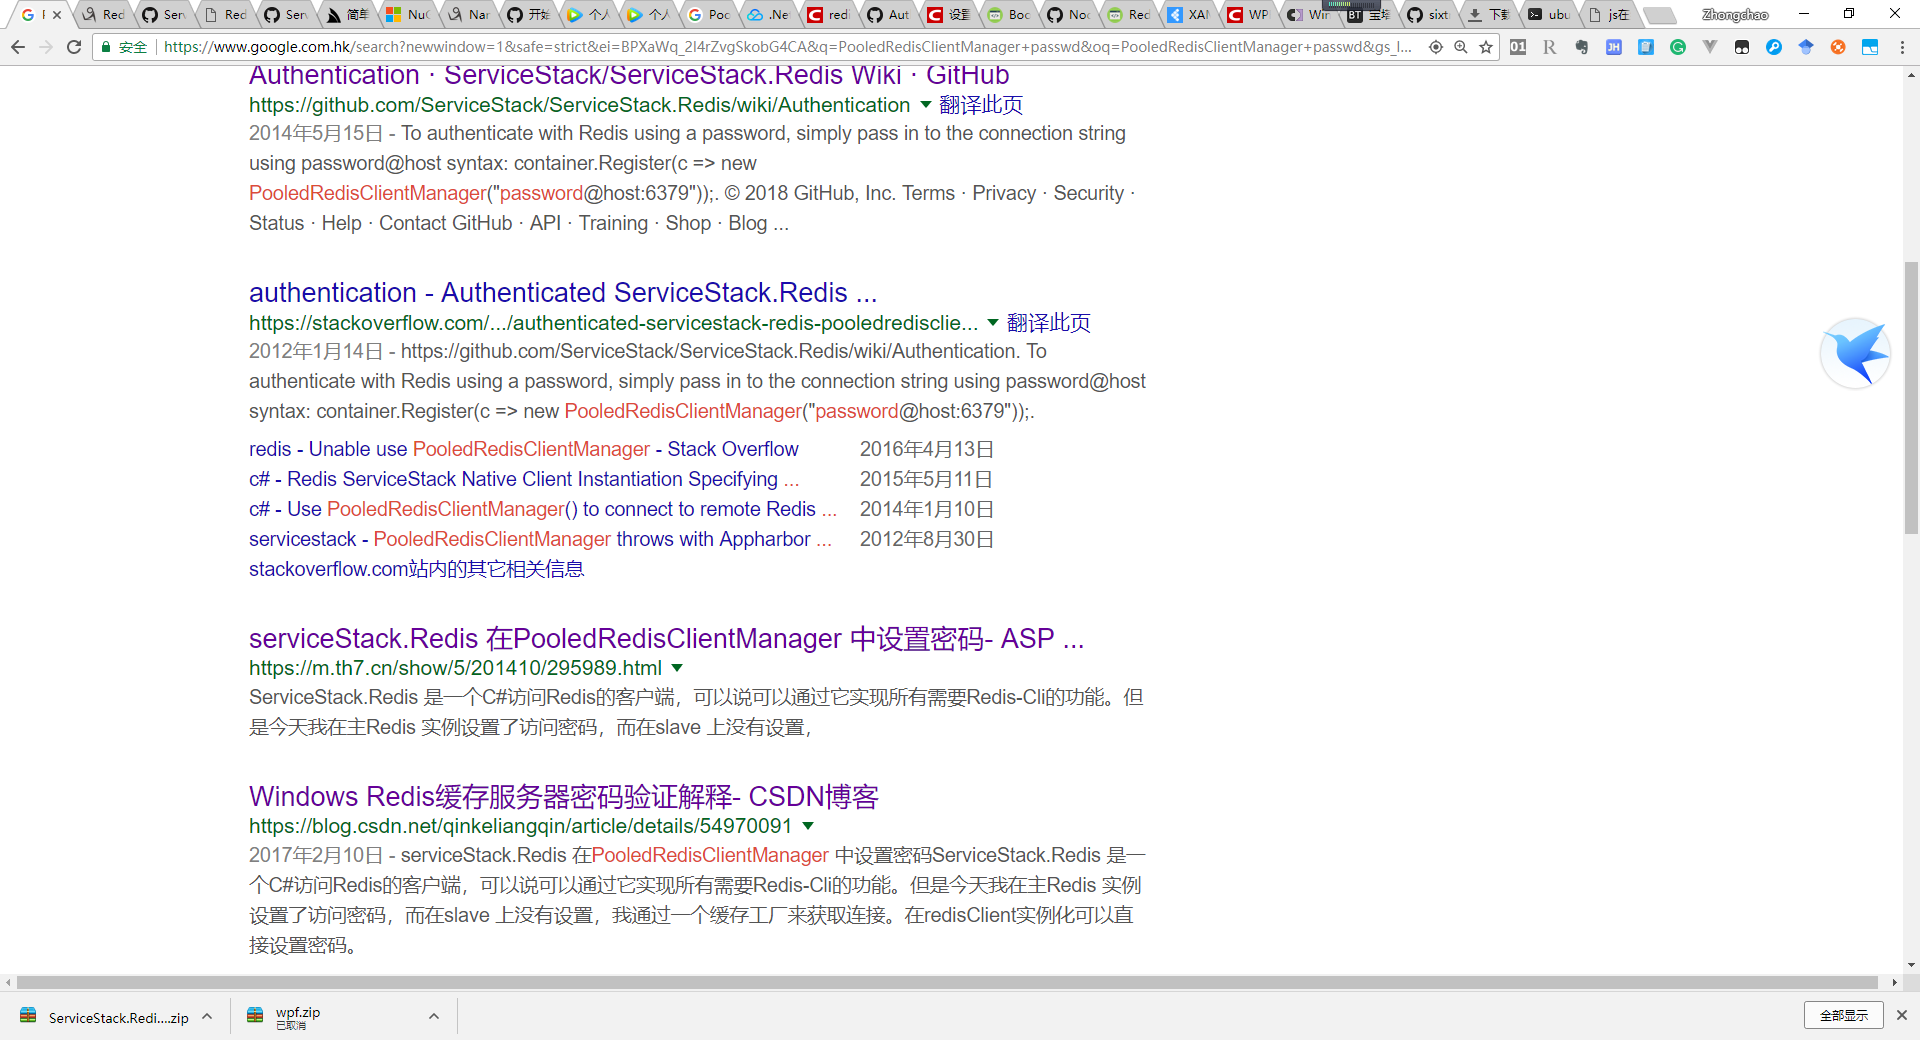 Red
Ser
Red
Ser
简单
NuG
Nar
开始
个人
个人
Poo
.Ne
redi
Aut
设置
Boo
Noc
Red
XAM
WPI
Win
BT 宝塔
sixt
下载
ubu
js在
Zhongchao
安全 https://www.google.com.hk/search?newwindow=1&safe=strict&ei=BPXaWq_2I4rZvgSkobG4CA&q=PooledRedisClientManager+passwd&oq=PooledRedisClientManager+passwd&gs_l...
Authentication · ServiceStack/ServiceStack.Redis Wiki · GitHub
https://github.com/ServiceStack/ServiceStack.Redis/wiki/Authentication 翻译此页
2014年5月15日 - To authenticate with Redis using a password, simply pass in to the connection string
using password@host syntax: container.Register(c => new
PooledRedisClientManager("password@host:6379"));. © 2018 GitHub, Inc. Terms · Privacy · Security ·
Status · Help · Contact GitHub · API · Training · Shop · Blog ...
authentication - Authenticated ServiceStack.Redis ...
https://stackoverflow.com/.../authenticated-servicestack-redis-pooledredisclie... 翻译此页
2012年1月14日 - https://github.com/ServiceStack/ServiceStack.Redis/wiki/Authentication. To
authenticate with Redis using a password, simply pass in to the connection string using password@host
syntax: container.Register(c => new PooledRedisClientManager("password@host:6379"));.
redis - Unable use PooledRedisClientManager - Stack Overflow 2016年4月13日
c# - Redis ServiceStack Native Client Instantiation Specifying ... 2015年5月11日
c# - Use PooledRedisClientManager() to connect to remote Redis ... 2014年1月10日
servicestack - PooledRedisClientManager throws with Appharbor ... 2012年8月30日
stackoverflow.com站内的其它相关信息
serviceStack.Redis 在PooledRedisClientManager 中设置密码- ASP ...
https://m.th7.cn/show/5/201410/295989.html
ServiceStack.Redis 是一个C#访问Redis的客户端，可以说可以通过它实现所有需要Redis-Cli的功能。但
是今天我在主Redis 实例设置了访问密码，而在slave 上没有设置，
Windows Redis缓存服务器密码验证解释- CSDN博客
https://blog.csdn.net/qinkeliangqin/article/details/54970091
2017年2月10日 - serviceStack.Redis 在PooledRedisClientManager 中设置密码ServiceStack.Redis 是一
个C#访问Redis的客户端，可以说可以通过它实现所有需要Redis-Cli的功能。但是今天我在主Redis 实例
设置了访问密码，而在slave 上没有设置，我通过一个缓存工厂来获取连接。在redisClient实例化可以直
接设置密码。
ServiceStack.Redi....zip
wpf.zip
已取消
全部显示